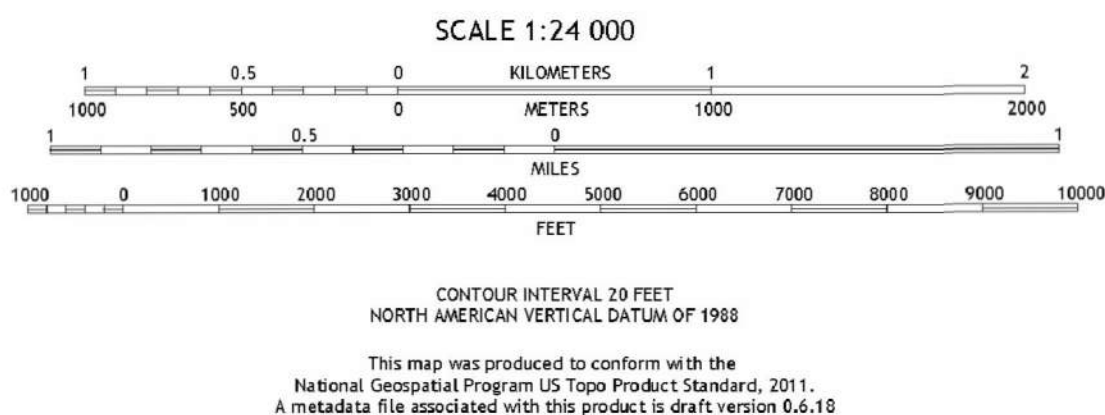 SCALE 1:24 000
1 0.5 0 KILOMETERS 1 2
1000 500 0 METERS 1000 2000
1 0.5 0 1
MILES
1000 0 1000 2000 3000 4000 5000 6000 7000 8000 9000 10000
FEET
CONTOUR INTERVAL 20 FEET
NORTH AMERICAN VERTICAL DATUM OF 1988
This map was produced to conform with the
National Geospatial Program US Topo Product Standard, 2011.
A metadata file associated with this product is draft version 0.6.18